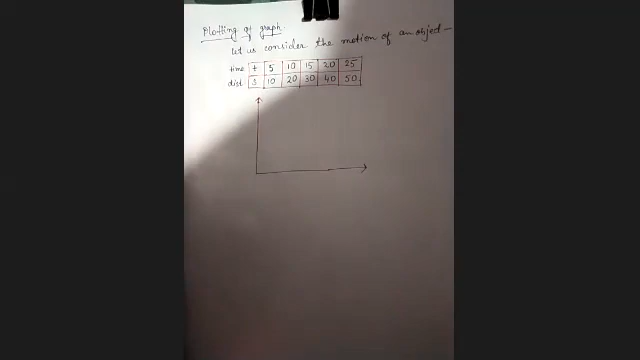 Plotting of graph.
Let us consider the motion of an object -
time t 5 10 15 20 25
dist S 10 20 30 40 50